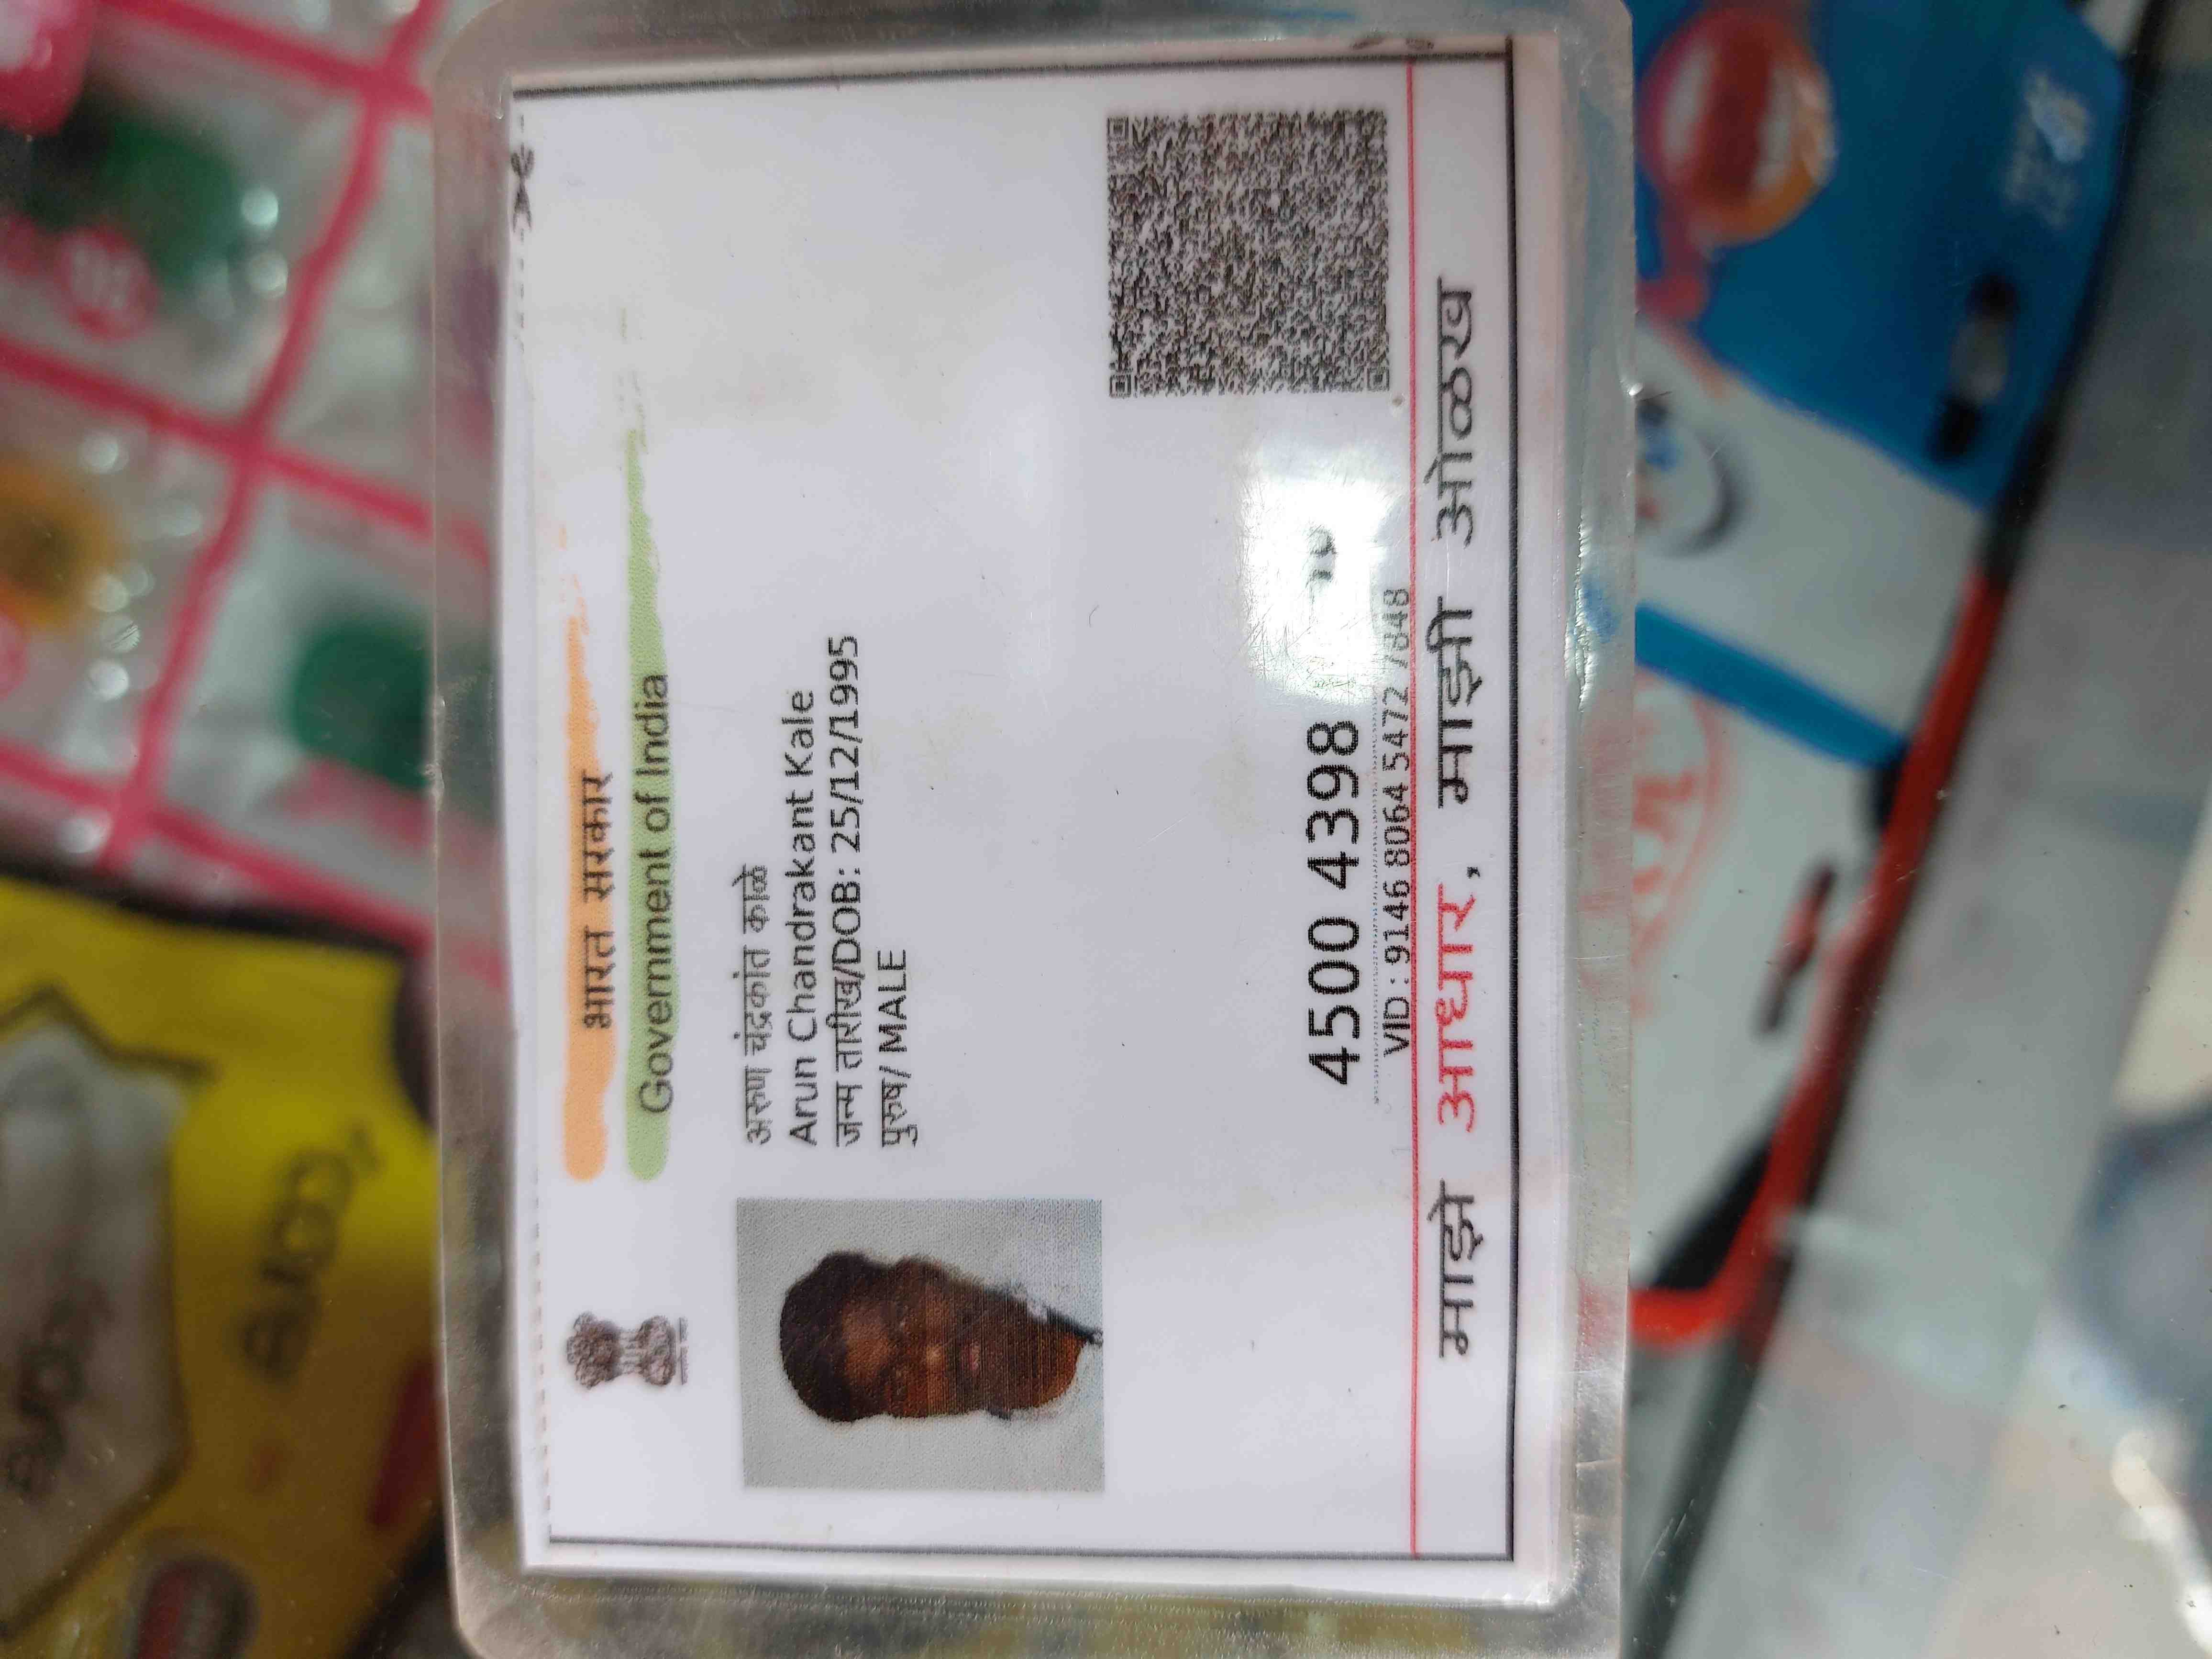 भारत सरकार
Government of India
अरुण चंद्रकांत काळे
Arun Chandrakant Kale
जन्म तारीख/DOB: 25/12/1995
पुरुष/ MALE
4500 4398
VID : 9146 8064 5472 7848
माझे आधार, माझी ओळख